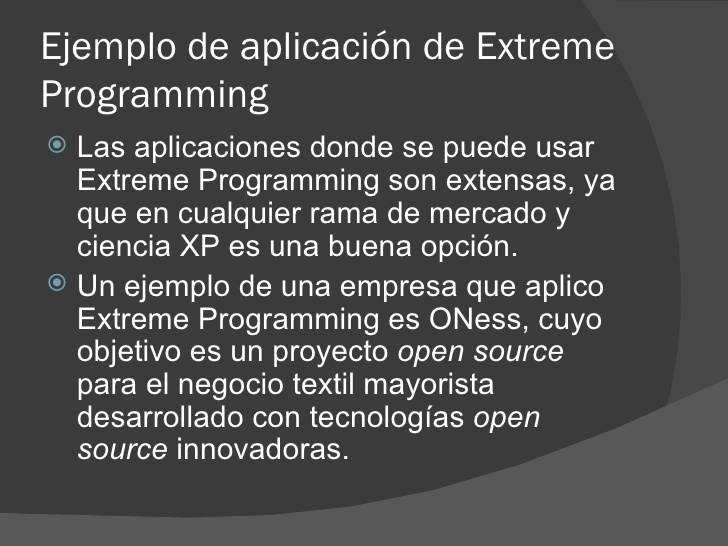 Ejemplo de aplicación de Extreme
Programming
Las aplicaciones donde se puede usar
Extreme Programming son extensas, ya
que en cualquier rama de mercado y
ciencia XP es una buena opción.
Un ejemplo de una empresa que aplico
Extreme Programming es ONess, cuyo
objetivo es un proyecto open source
para el negocio textil mayorista
desarrollado con tecnologías open
source innovadoras.